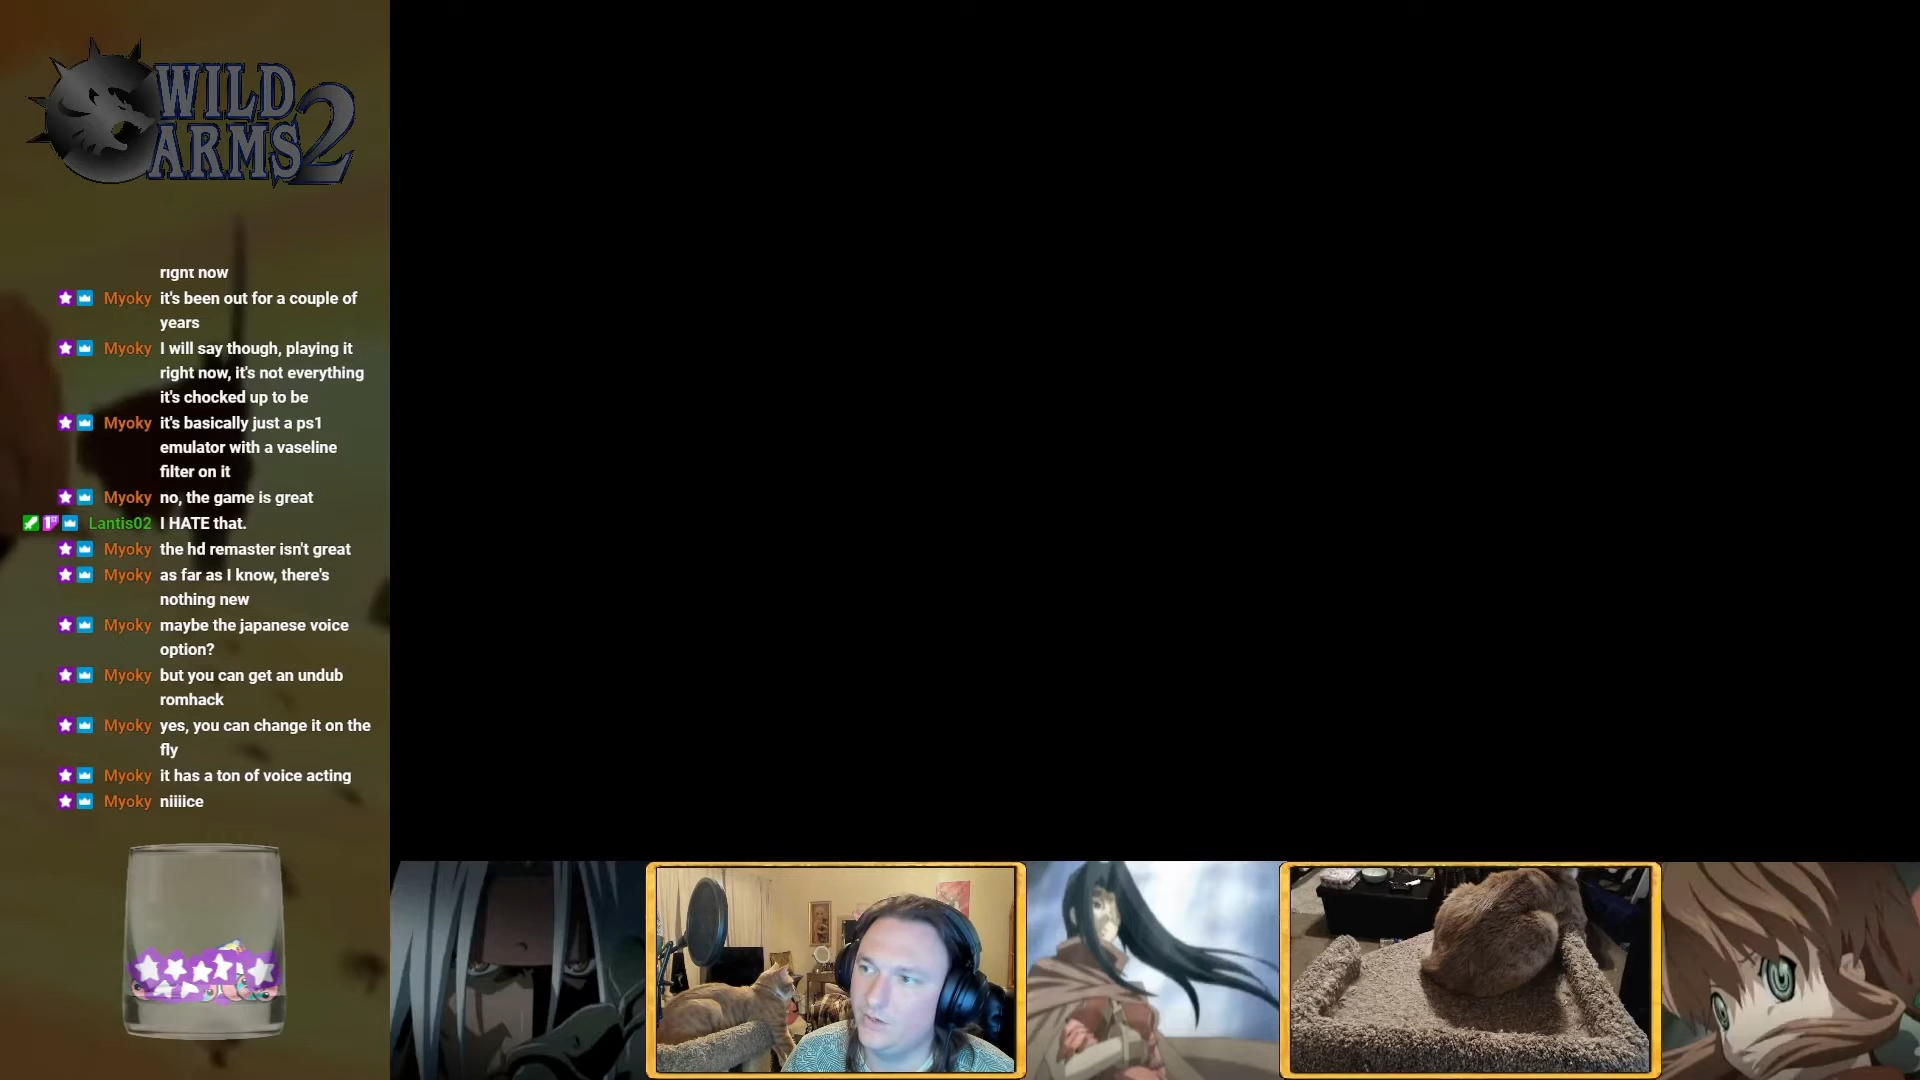 WILD
ARMS 2
right now
Myoky it's been out for a couple of
years
Myoky I will say though, playing it
right now, it's not everything
it's chocked up to be
Myoky it's basically just a ps1
emulator with a vaseline
filter on it
Myoky no, the game is great
Lantis02 I HATE that.
Myoky the hd remaster isn't great
Myoky as far as I know, there's
nothing new
Myoky maybe the japanese voice
option?
Myoky but you can get an undub
romhack
Myoky yes, you can change it on the
fly
Myoky it has a ton of voice acting
Myoky niiiice